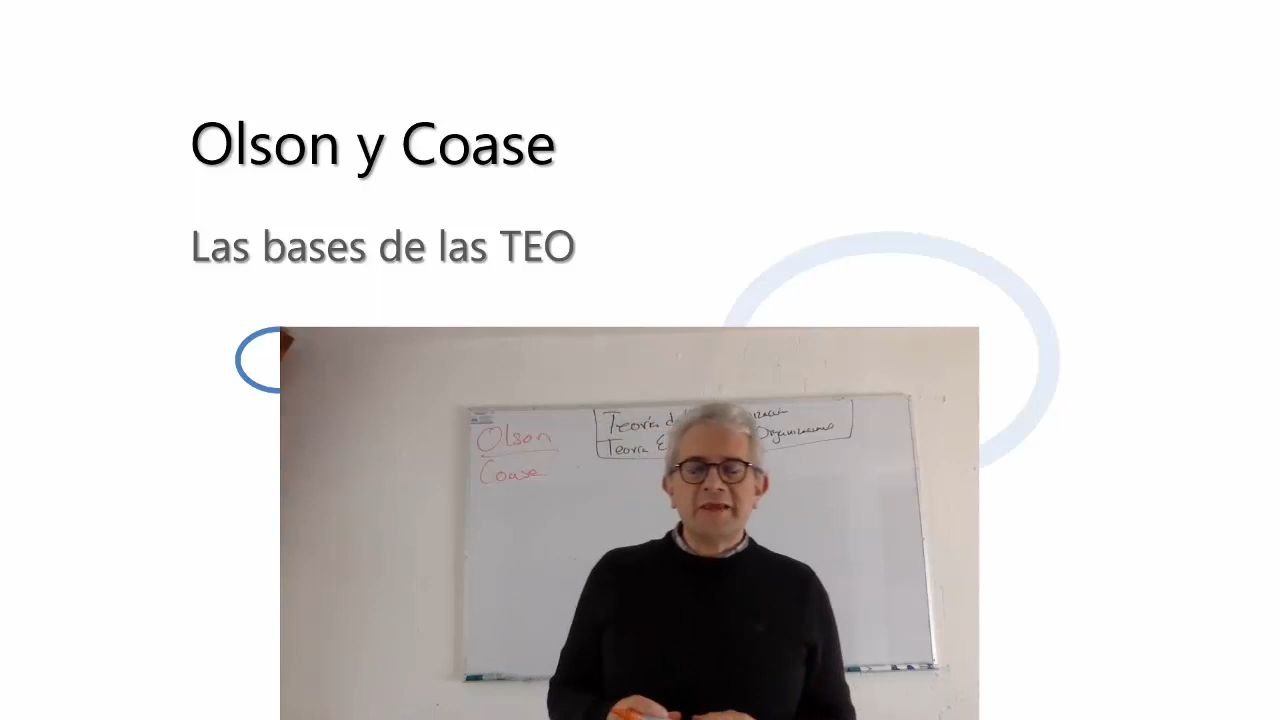 Olson y Coase
Las bases de las TEO
Olson
Coase
Teoría
Teoría Organizaciones